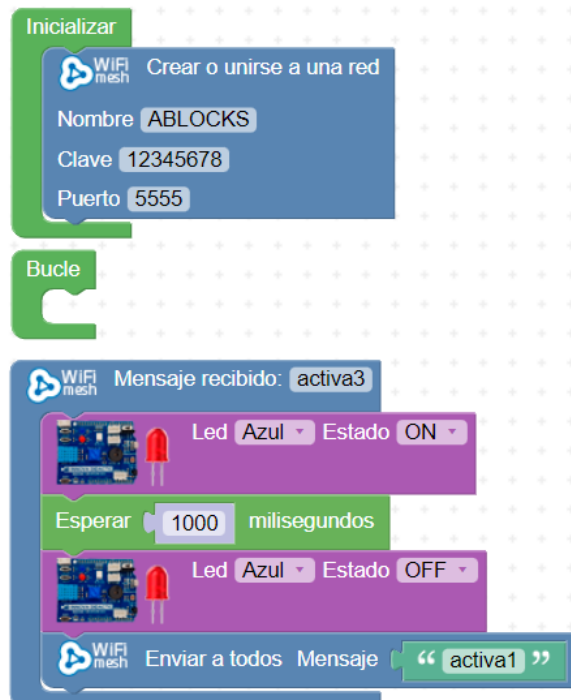 Inicializar
WiFi mesh Crear o unirse a una red
Nombre ABLOCKS
Clave 12345678
Puerto 5555
Bucle
WiFi mesh Mensaje recibido: activa3
Led Azul Estado ON
Esperar 1000 milisegundos
Led Azul Estado OFF
WiFi mesh Enviar a todos Mensaje “ activa1 ”